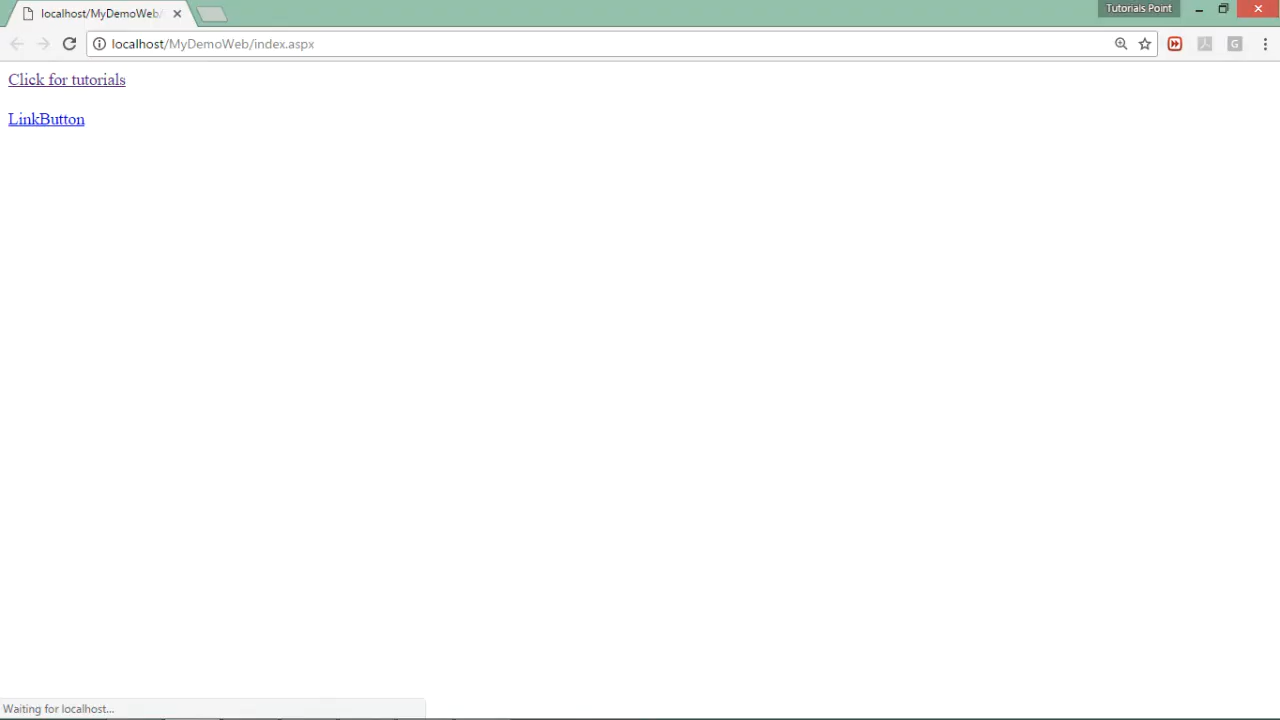 localhost/MyDemoWeb/
Tutorials Point
localhost/MyDemoWeb/index.aspx
G
Click for tutorials
LinkButton
Waiting for localhost...